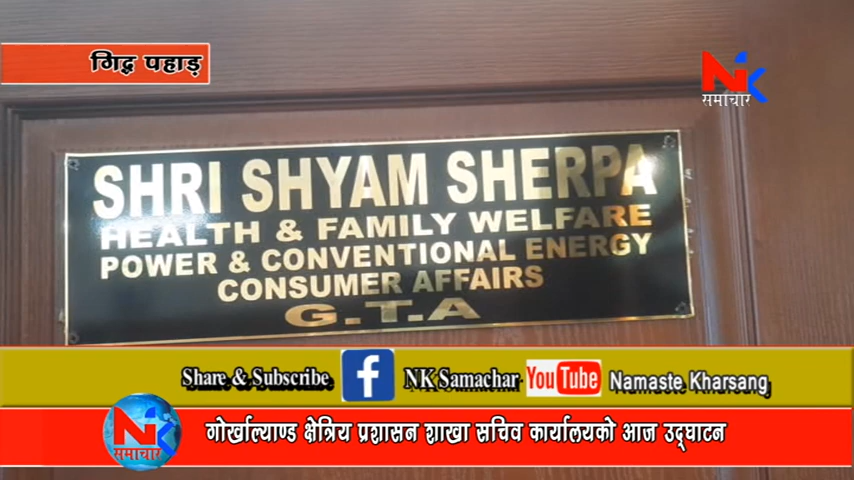 गिद्ध पहाड़
NK
समाचार
SHRI SHYAM SHERPA
HEALTH & FAMILY WELFARE
POWER & CONVENTIONAL ENERGY
CONSUMER AFFAIRS
G.T.A
Share & Subscribe f NK Samachar YouTube Namaste Kharsang
NK
समाचार
गोर्खाल्याण्ड क्षेत्रिय प्रशासन शाखा सचिव कार्यालयको आज उद्घाटन